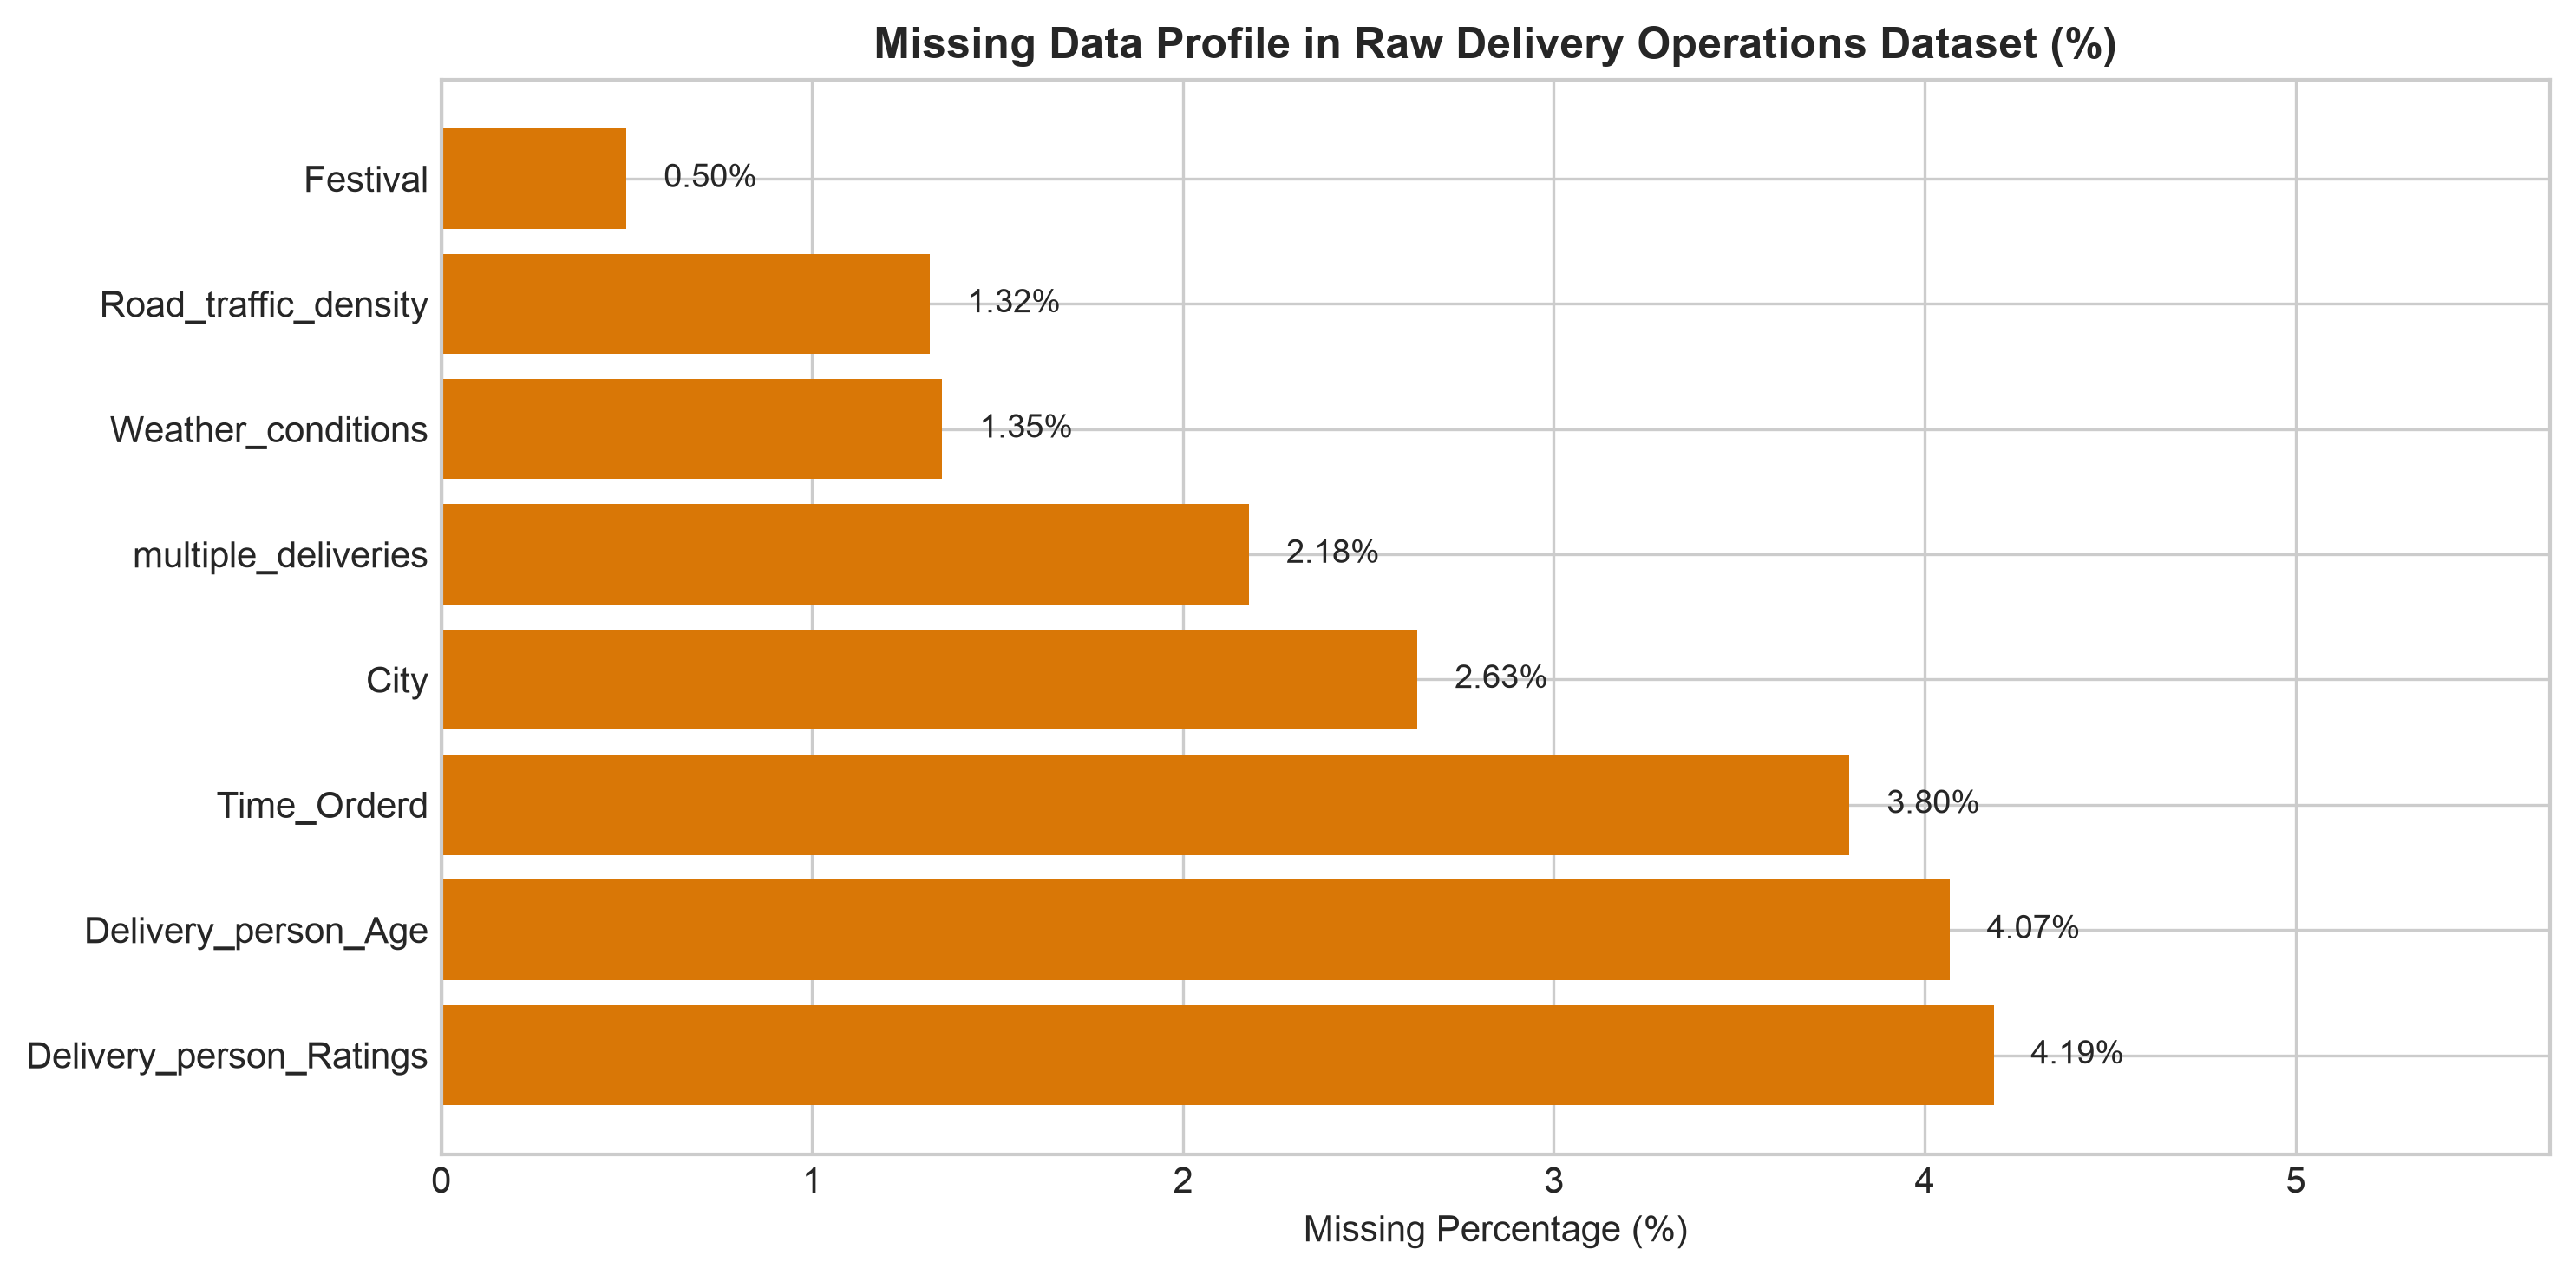 Missing Data Profile in Raw Delivery Operations Dataset (%)
Festival 0.50%
Road_traffic_density 1.32%
Weather_conditions 1.35%
multiple_deliveries 2.18%
City 2.63%
Time_Orderd 3.80%
Delivery_person_Age 4.07%
Delivery_person_Ratings 4.19%
0 1 2 3 4 5
Missing Percentage (%)